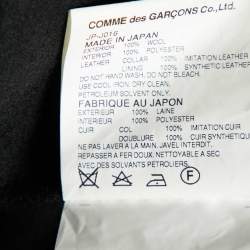 COMME des GARÇONS Co., Ltd.
JP-J016
MADE IN JAPAN
EXTERIOR 100% WOOL
INTERIOR 100% POLYESTER
LEATHER COLLAR 100% IMITATION LEATHER
LINING 100% SYNTHETIC LEATHER
DO NOT HAND WASH, DO NOT BLEACH.
USE COOL IRON, DRY CLEAN,
PETROLEUM SOLVENT ONLY.
FABRIQUE AU JAPON
EXTERIEUR 100% LAINE
INTERIEUR 100% POLYESTER
CUIR COL 100% IMITATION CUIR
DOUBLURE 100% CUIR SYNTHETIQUE
NE PAS LAVER A LA MAIN, JAVEL INTERDIT.
REPASSER A FER DOUX, NETTOYAGE A SEC
AVEC DES SOLVANTS PETROLIERS.
F